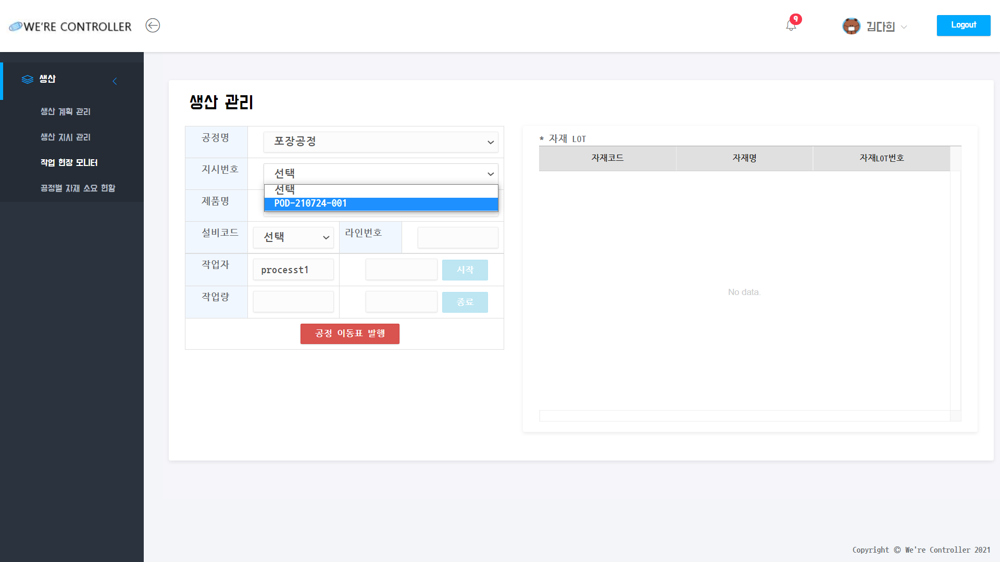 WE'RE CONTROLLER
9
김다희
Logout
생산
생산 계획 관리
생산 지시 관리
작업 현장 모니터
공정별 자재 소요 현황
생산 관리
공정명
포장공정
지시번호
선택
선택
POD-210724-001
제품명
설비코드
선택
라인번호
작업자
processt1
시작
작업량
종료
공정 이동표 발행
* 자재 LOT
자재코드
자재명
자재LOT번호
No data.
Copyright © We're Controller 2021